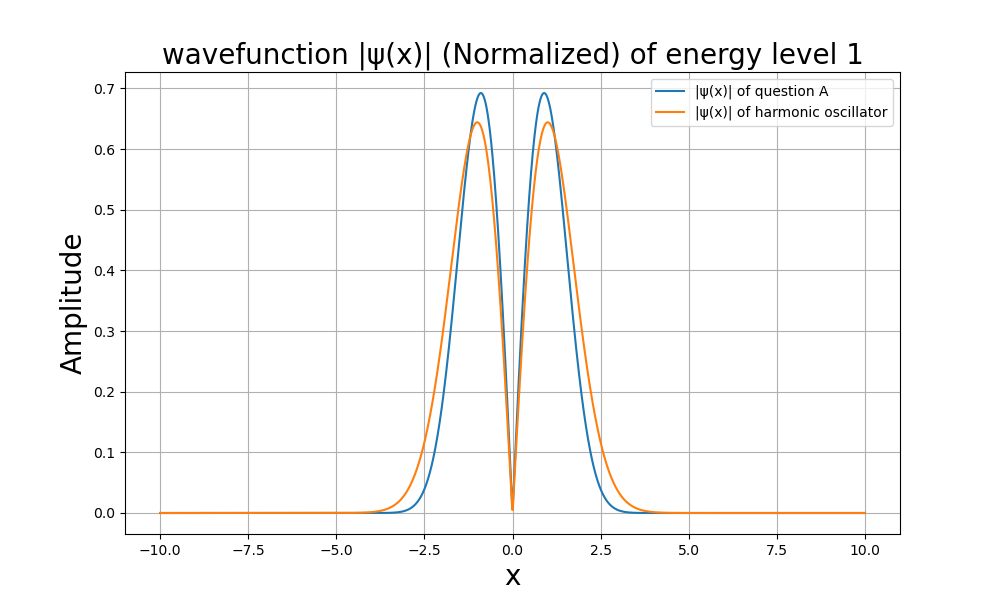 wavefunction |ψ(x)| (Normalized) of energy level 1
|ψ(x)| of question A
|ψ(x)| of harmonic oscillator
Amplitude
0.7
0.6
0.5
0.4
0.3
0.2
0.1
0.0
−10.0 −7.5 −5.0 −2.5 0.0 2.5 5.0 7.5 10.0
x